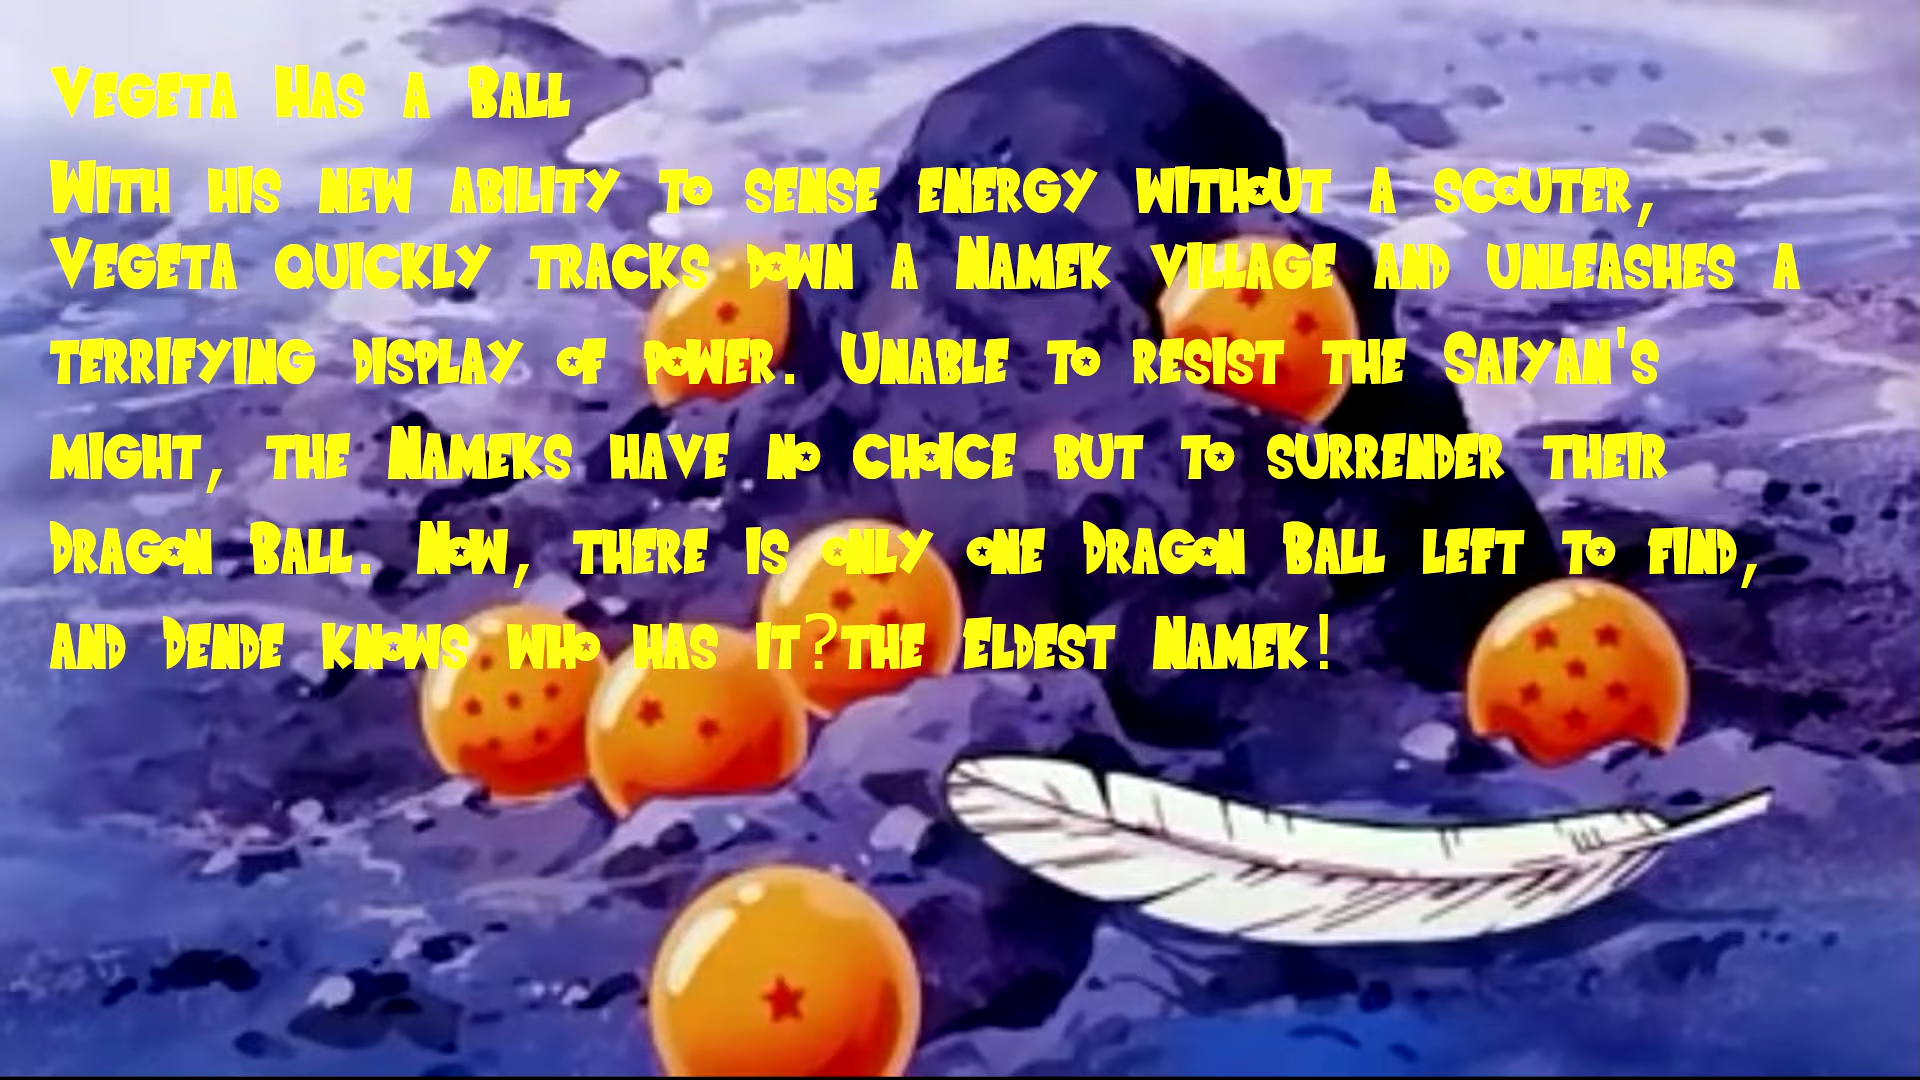 Vegeta Has a Ball
With his new ability to sense energy without a scouter,
Vegeta quickly tracks down a Namek village and unleashes a
terrifying display of power. Unable to resist the Saiyan's
might, the Nameks have no choice but to surrender their
Dragon Ball. Now, there is only one Dragon Ball left to find,
and Dende knows who has it?the Eldest Namek!